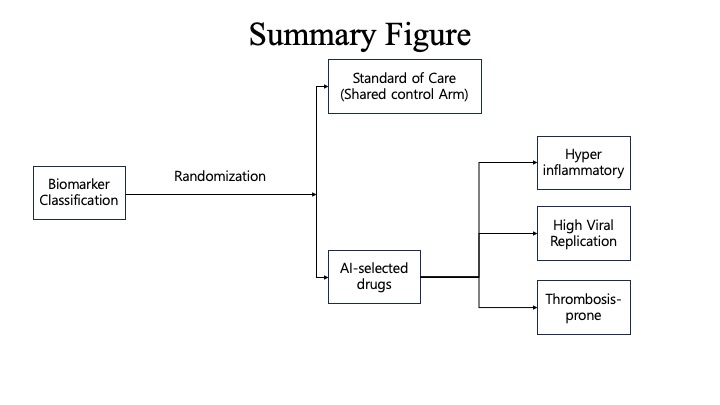 Summary Figure
Standard of Care
(Shared control Arm)
Randomization
Biomarker
Classification
AI-selected
drugs
Hyper
inflammatory
High Viral
Replication
Thrombosis-
prone